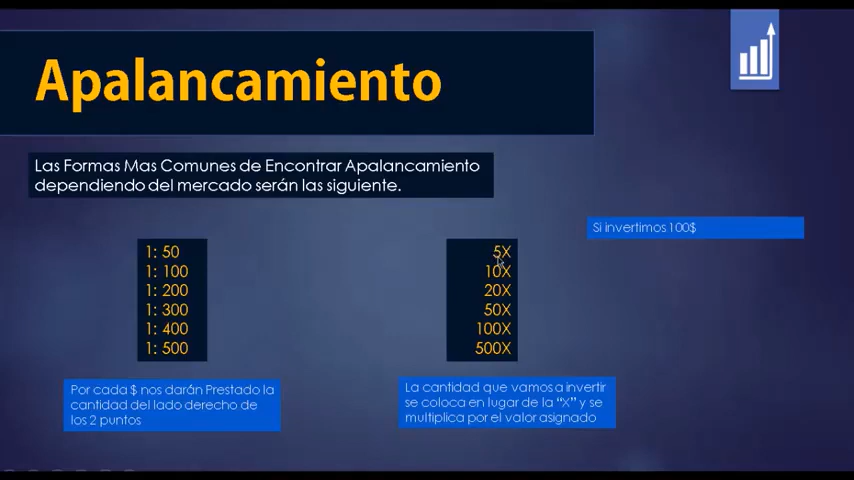 Apalancamiento
Las Formas Mas Comunes de Encontrar Apalancamiento
dependiendo del mercado serán las siguiente.
Si invertimos 100$
1: 50
1: 100
1: 200
1: 300
1: 400
1: 500
5X
10X
20X
50X
100X
500X
Por cada $ nos darán Prestado la
cantidad del lado derecho de
los 2 puntos
La cantidad que vamos a invertir
se coloca en lugar de la “X” y se
multiplica por el valor asignado